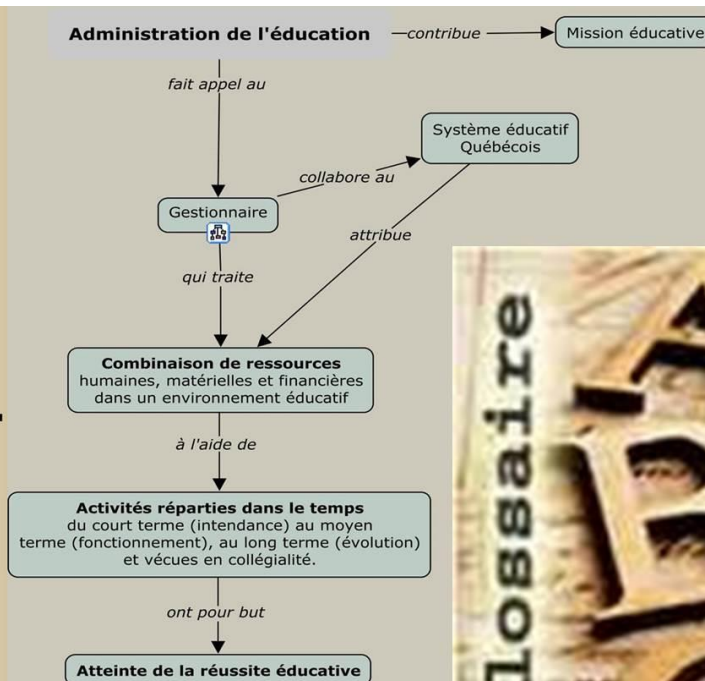 Administration de l'éducation
contribue
Mission éducative
fait appel au
Système éducatif
Québécois
collabore au
Gestionnaire
attribue
qui traite
Combinaison de ressources
humaines, matérielles et financières
dans un environnement éducatif
à l'aide de
Activités réparties dans le temps
du court terme (intendance) au moyen
terme (fonctionnement), au long terme (évolution)
et vécues en collégialité.
ont pour but
Atteinte de la réussite éducative
lossaire